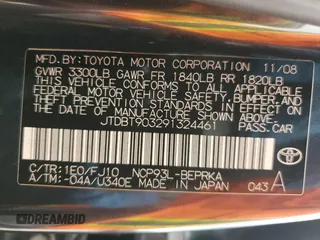 MFD. BY: TOYOTA MOTOR CORPORATION 11/08
GVWR 3300LB GAWR FR 1840LB RR 1820LB
THIS VEHICLE CONFORMS TO ALL APPLICABLE
FEDERAL MOTOR VEHICLE SAFETY, BUMPER, AND
THEFT PREVENTION STANDARDS IN EFFECT ON
THE DATE OF MANUFACTURE SHOWN ABOVE.
JTDBT903291324461 PASS. CAR
C/TR: 1E0/FJ10 NCP93L-BEPRKA
A/TM: -04A/U340E MADE IN JAPAN 043 A
DREAMBID